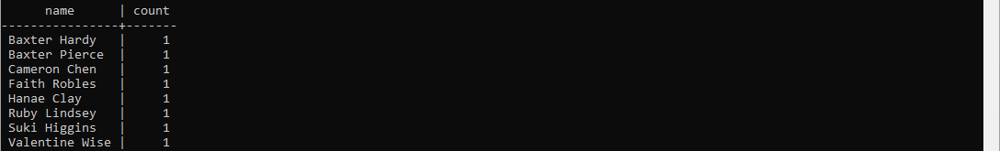 name | count
----------------+-------
Baxter Hardy | 1
Baxter Pierce | 1
Cameron Chen | 1
Faith Robles | 1
Hanae Clay | 1
Ruby Lindsey | 1
Suki Higgins | 1
Valentine Wise | 1